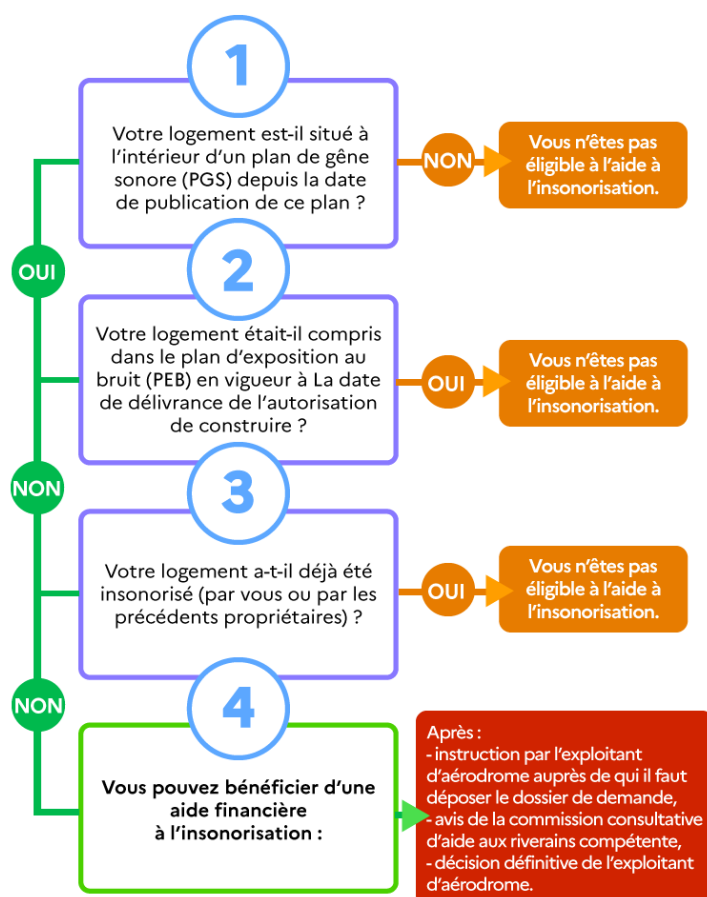 1
Votre logement est-il situé à
l'intérieur d'un plan de gêne
sonore (PGS) depuis la date
de publication de ce plan ?
NON
Vous n'êtes pas
éligible à l'aide à
l'insonorisation.
OUI
2
Votre logement était-il compris
dans le plan d'exposition au
bruit (PEB) en vigueur à La date
de délivrance de l'autorisation
de construire ?
OUI
Vous n'êtes pas
éligible à l'aide à
l'insonorisation.
NON
3
Votre logement a-t-il déjà été
insonorisé (par vous ou par les
précédents propriétaires) ?
OUI
Vous n'êtes pas
éligible à l'aide à
l'insonorisation.
NON
4
Vous pouvez bénéficier d'une
aide financière
à l'insonorisation :
Après :
- instruction par l'exploitant
d'aérodrome auprès de qui il faut
déposer le dossier de demande,
- avis de la commission consultative
d'aide aux riverains compétente,
- décision définitive de l'exploitant
d'aérodrome.